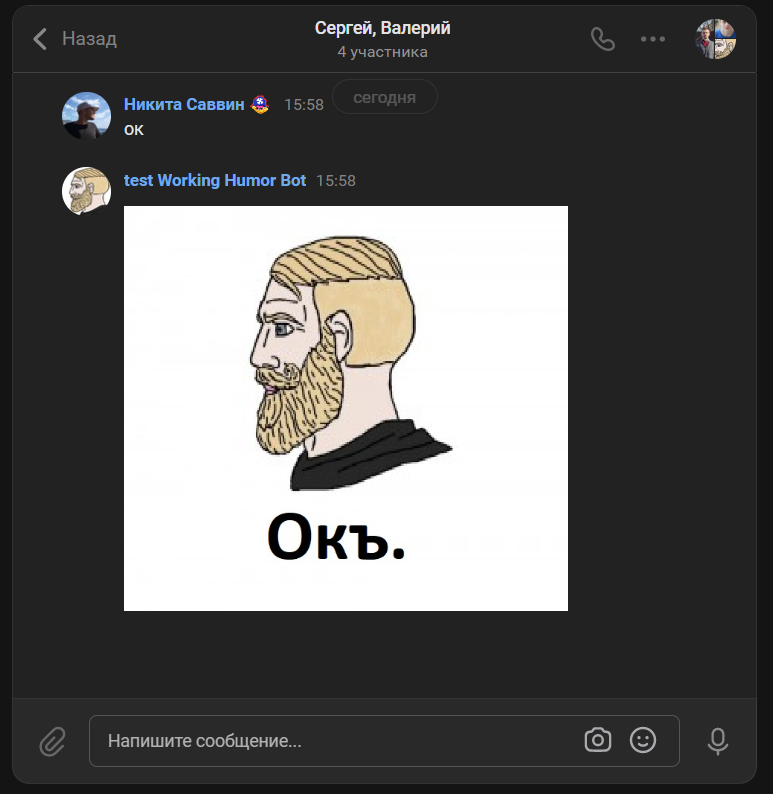 Назад
Сергей, Валерий
4 участника
сегодня
Никита Саввин 15:58
ок
test Working Humor Bot 15:58
Окъ.
Напишите сообщение...